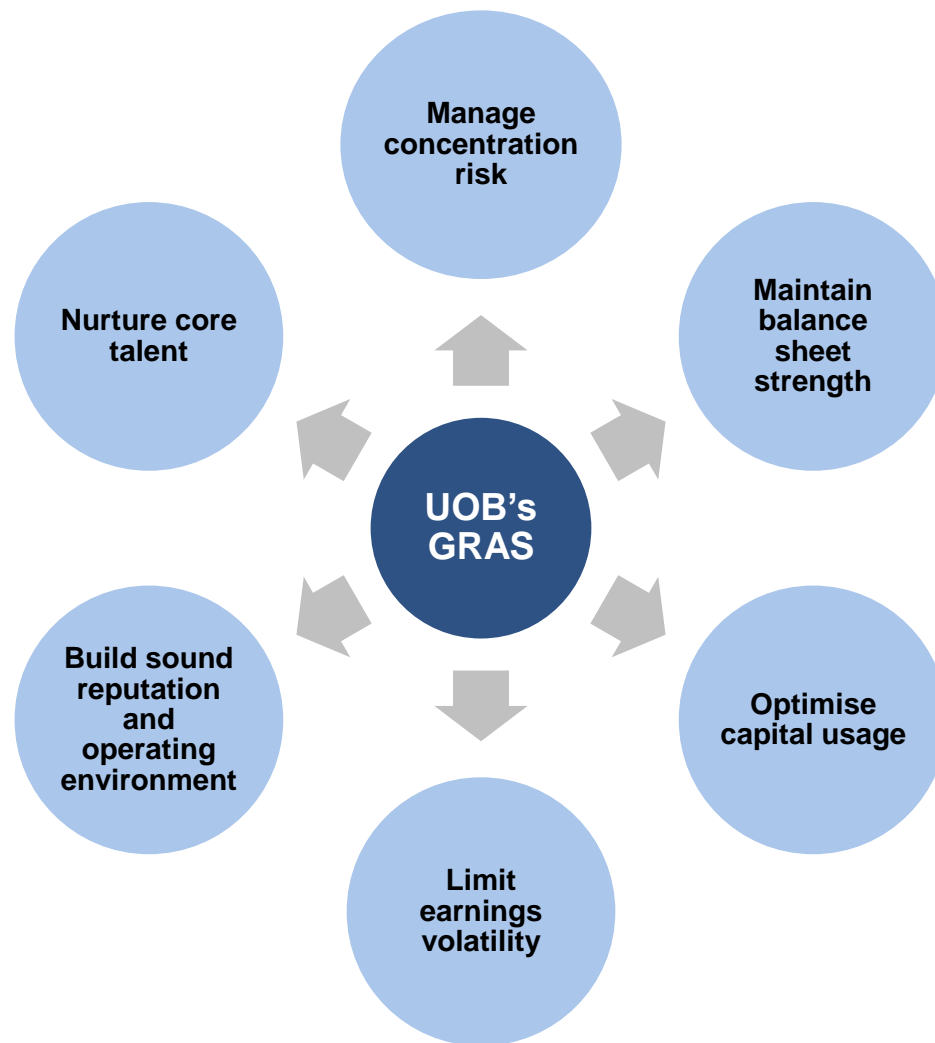 Manage
concentration
risk
Maintain
balance
sheet
strength
Optimise
capital usage
Limit
earnings
volatility
Build sound
reputation
and
operating
environment
Nurture core
talent
UOB’s
GRAS